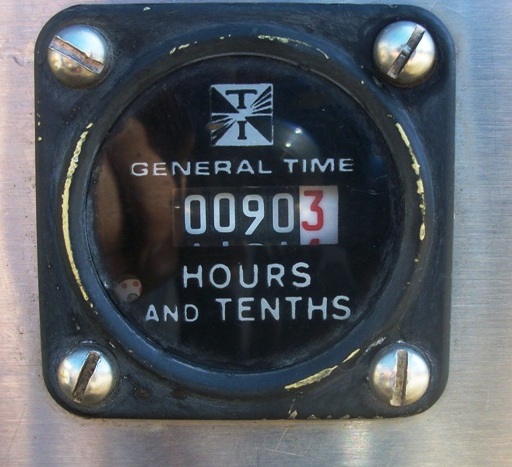 T
I
GENERAL TIME
00903
HOURS
AND TENTHS